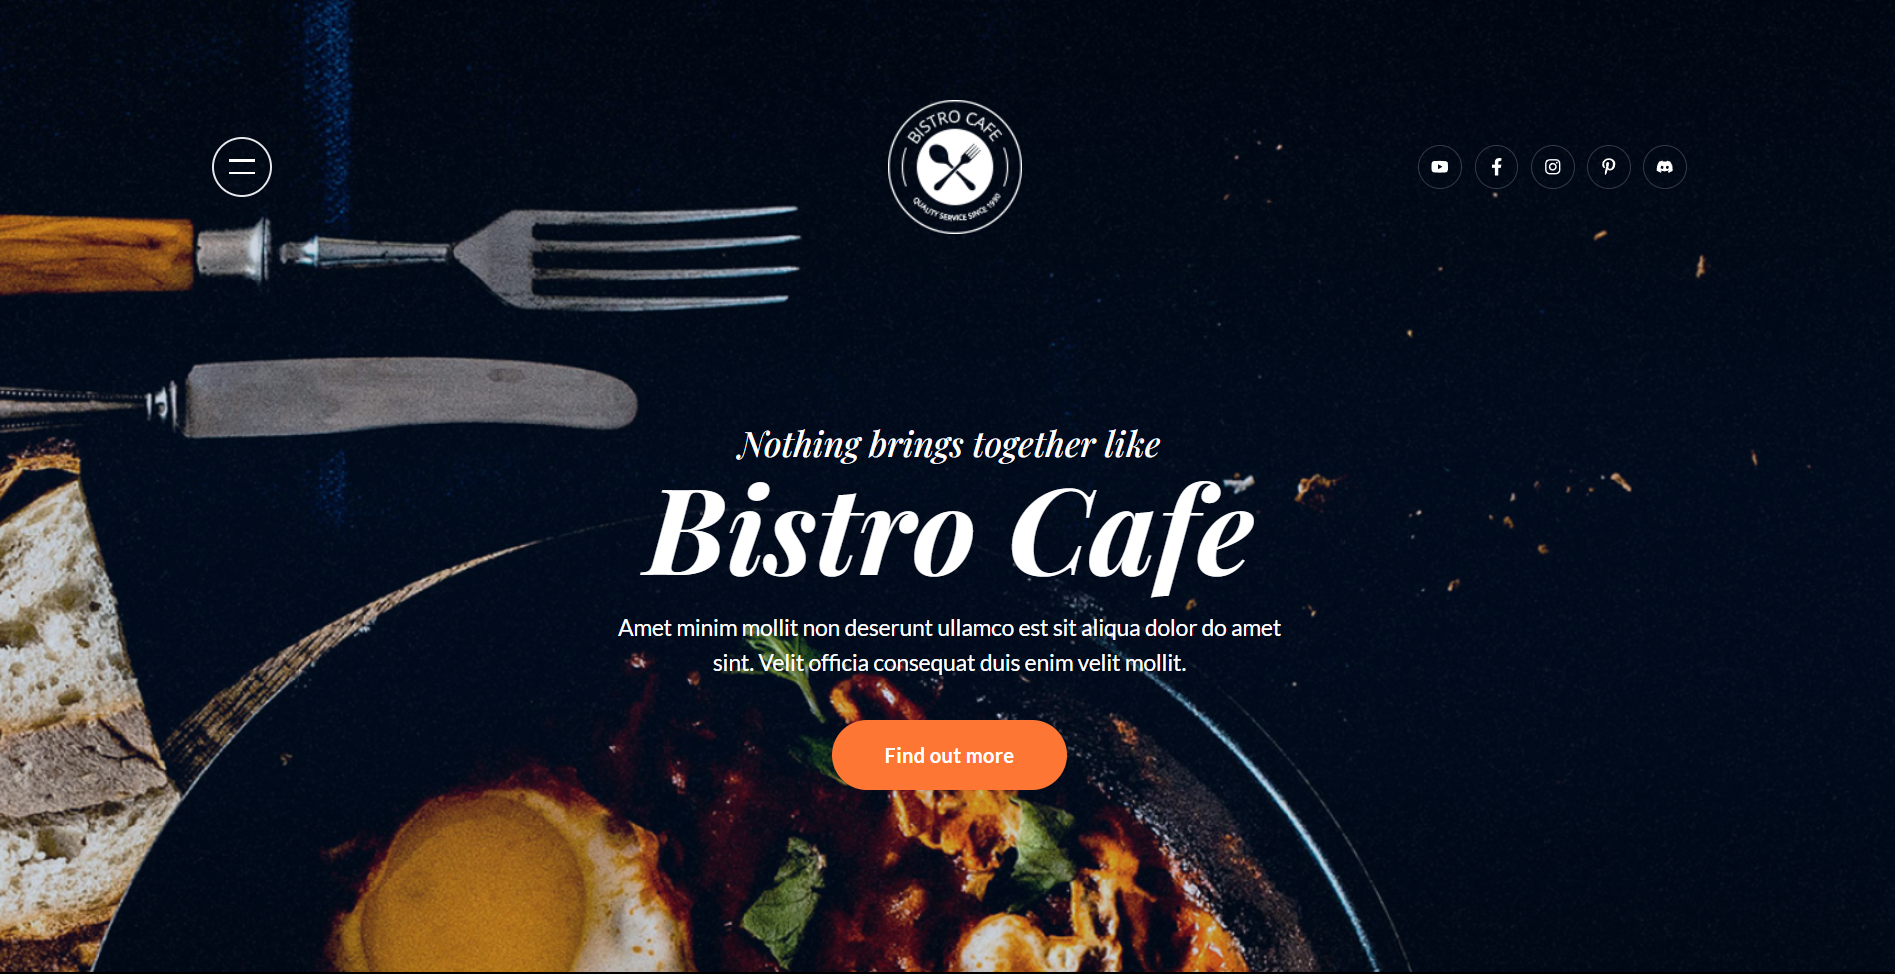 BISTRO CAFE
QUALITY SERVICE SINCE 1990
Nothing brings together like
Bistro Cafe
Amet minim mollit non deserunt ullamco est sit aliqua dolor do amet
sint. Velit officia consequat duis enim velit mollit.
Find out more